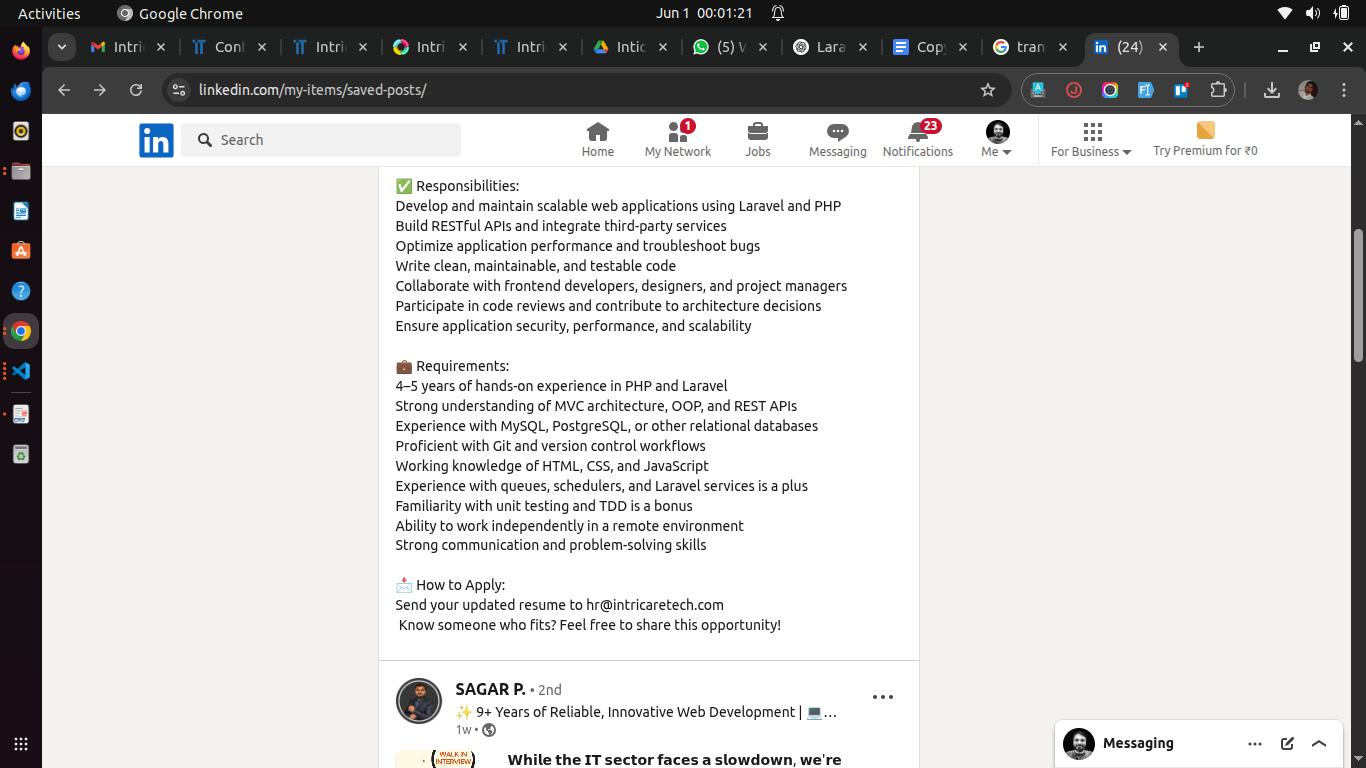 Activities
Google Chrome
Jun 1 00:01:21
Intri
Cont
Intri
Intri
Intri
Intic
(5) W
Lara
Copy
tran
(24)
linkedin.com/my-items/saved-posts/
in
Search
Home
1
My Network
Jobs
Messaging
23
Notifications
Me
For Business
Try Premium for ₹0
✅ Responsibilities:
Develop and maintain scalable web applications using Laravel and PHP
Build RESTful APIs and integrate third-party services
Optimize application performance and troubleshoot bugs
Write clean, maintainable, and testable code
Collaborate with frontend developers, designers, and project managers
Participate in code reviews and contribute to architecture decisions
Ensure application security, performance, and scalability
💼 Requirements:
4–5 years of hands-on experience in PHP and Laravel
Strong understanding of MVC architecture, OOP, and REST APIs
Experience with MySQL, PostgreSQL, or other relational databases
Proficient with Git and version control workflows
Working knowledge of HTML, CSS, and JavaScript
Experience with queues, schedulers, and Laravel services is a plus
Familiarity with unit testing and TDD is a bonus
Ability to work independently in a remote environment
Strong communication and problem-solving skills
📩 How to Apply:
Send your updated resume to hr@intricaretech.com
Know someone who fits? Feel free to share this opportunity!
SAGAR P. • 2nd
✨ 9+ Years of Reliable, Innovative Web Development | 💻…
1w •
WALK IN
INTERVIEW
While the IT sector faces a slowdown, we're
Messaging